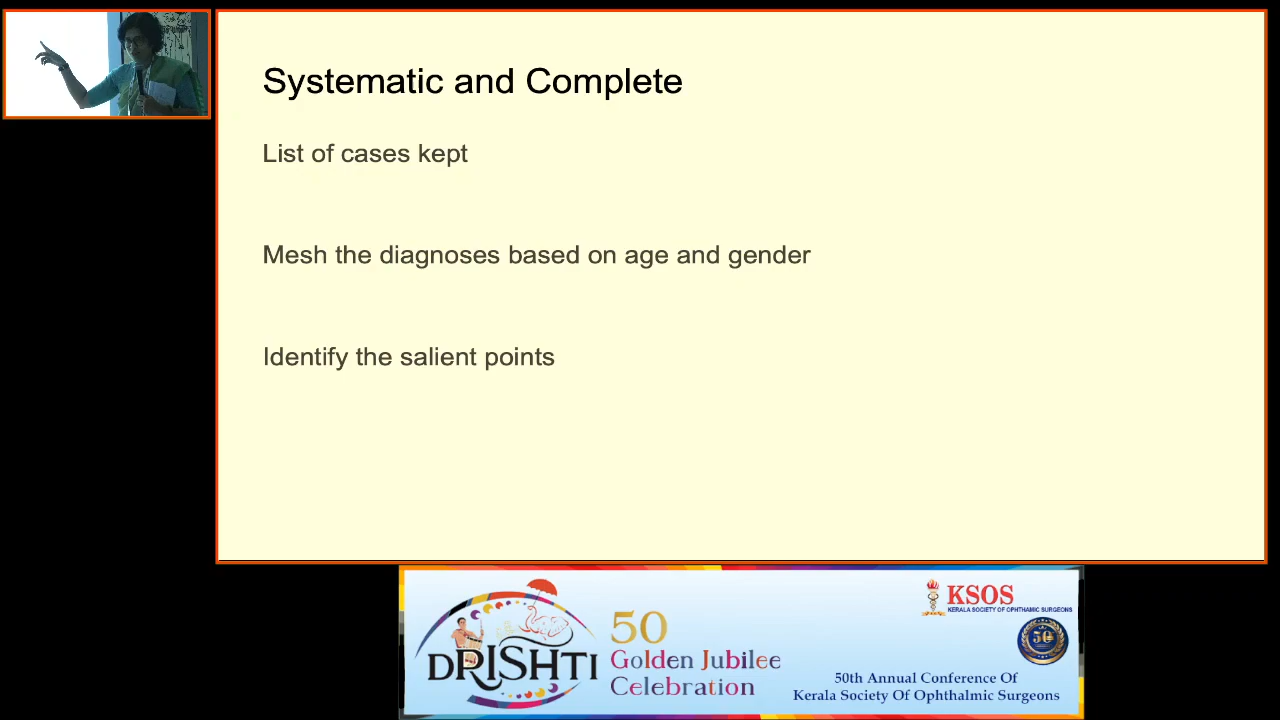 Systematic and Complete
List of cases kept
Mesh the diagnoses based on age and gender
Identify the salient points
DRISHTI
50
Golden Jubilee
Celebration
KSOS
KERALA SOCIETY OF OPHTHAMIC SURGEONS
50
50th Annual Conference Of
Kerala Society Of Ophthalmic Surgeons